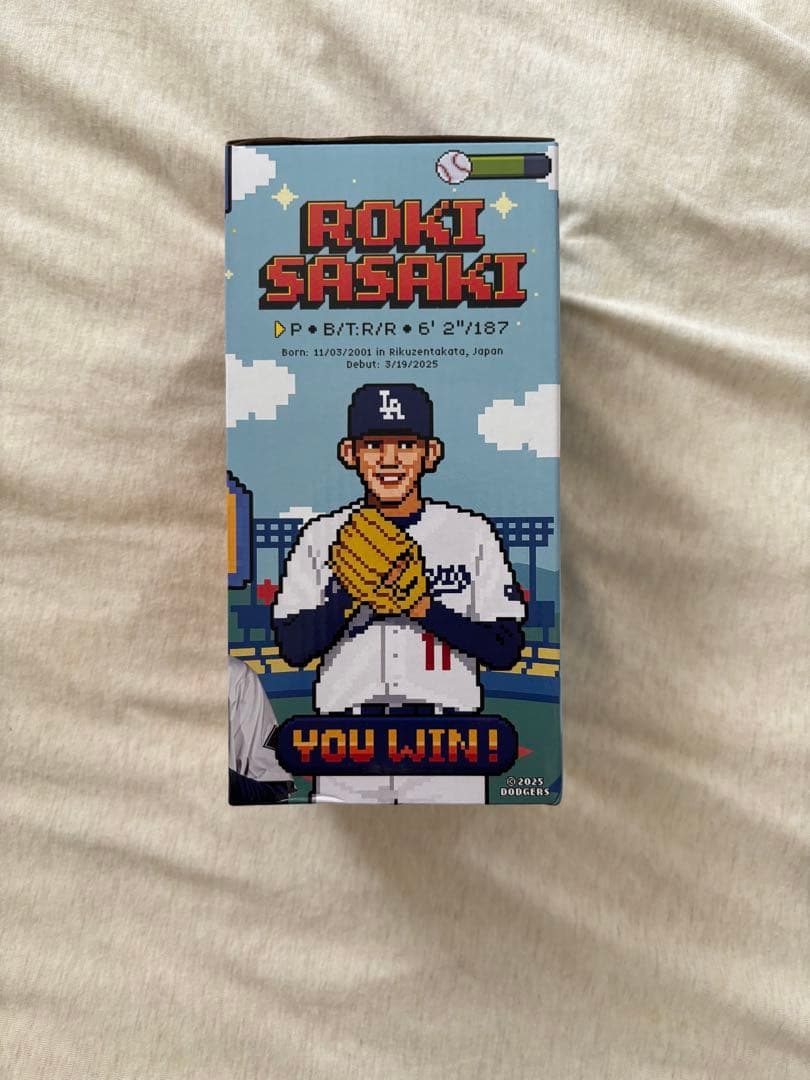 ROKI
SASAKI
P • B/T:R/R • 6' 2"/187
Born: 11/03/2001 in Rikuzentakata, Japan
Debut: 3/19/2025
LA
11
YOU WIN!
© 2025
DODGERS